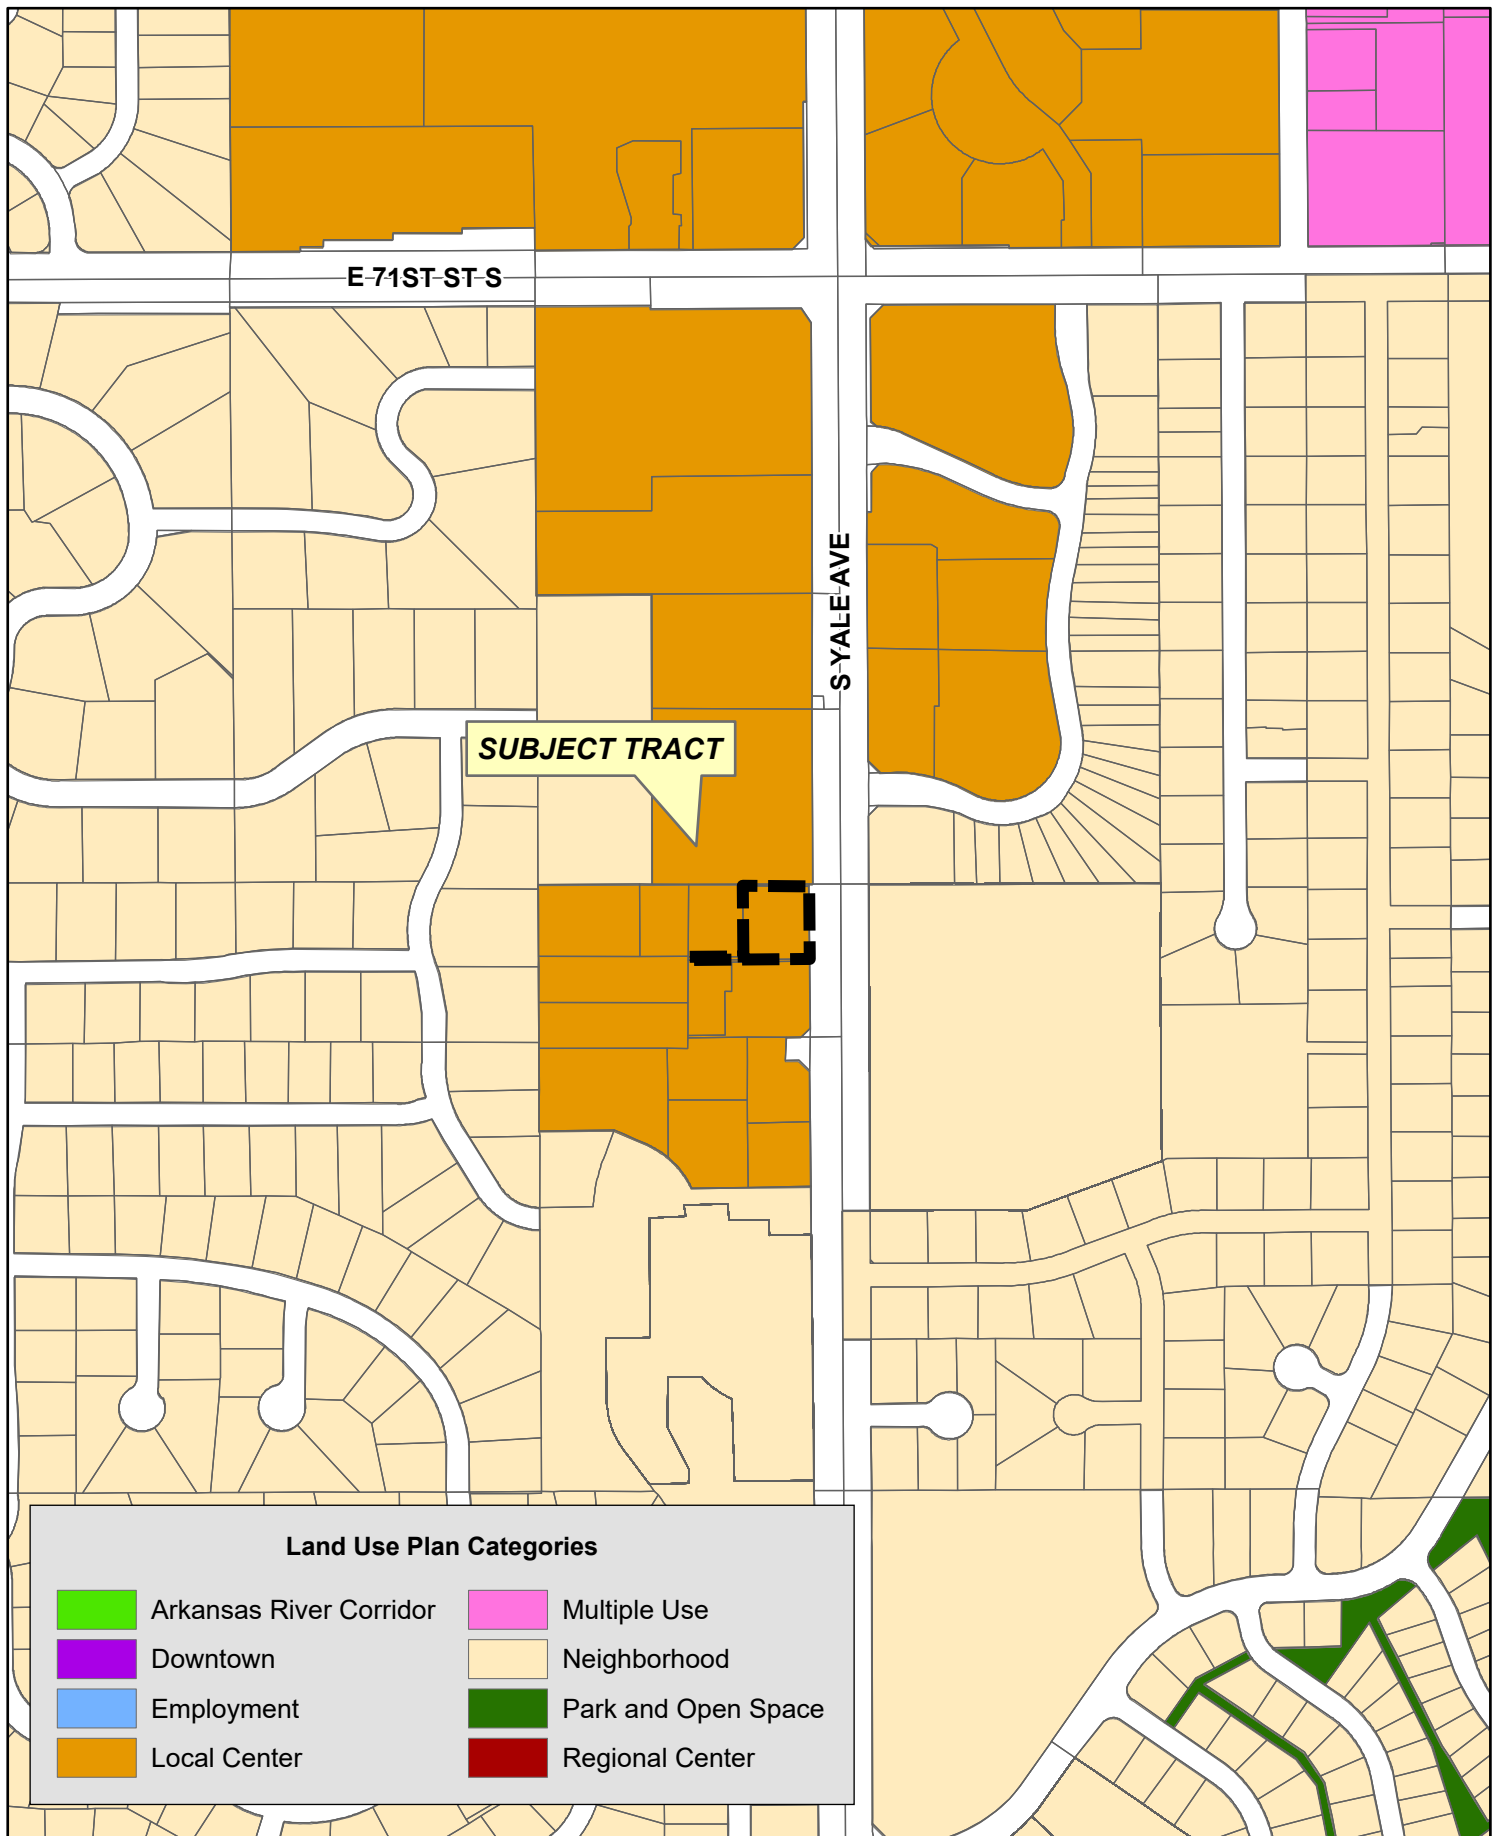 E 71ST ST S
S YALE AVE
SUBJECT TRACT
Land Use Plan Categories
Arkansas River Corridor
Downtown
Employment
Local Center
Multiple Use
Neighborhood
Park and Open Space
Regional Center